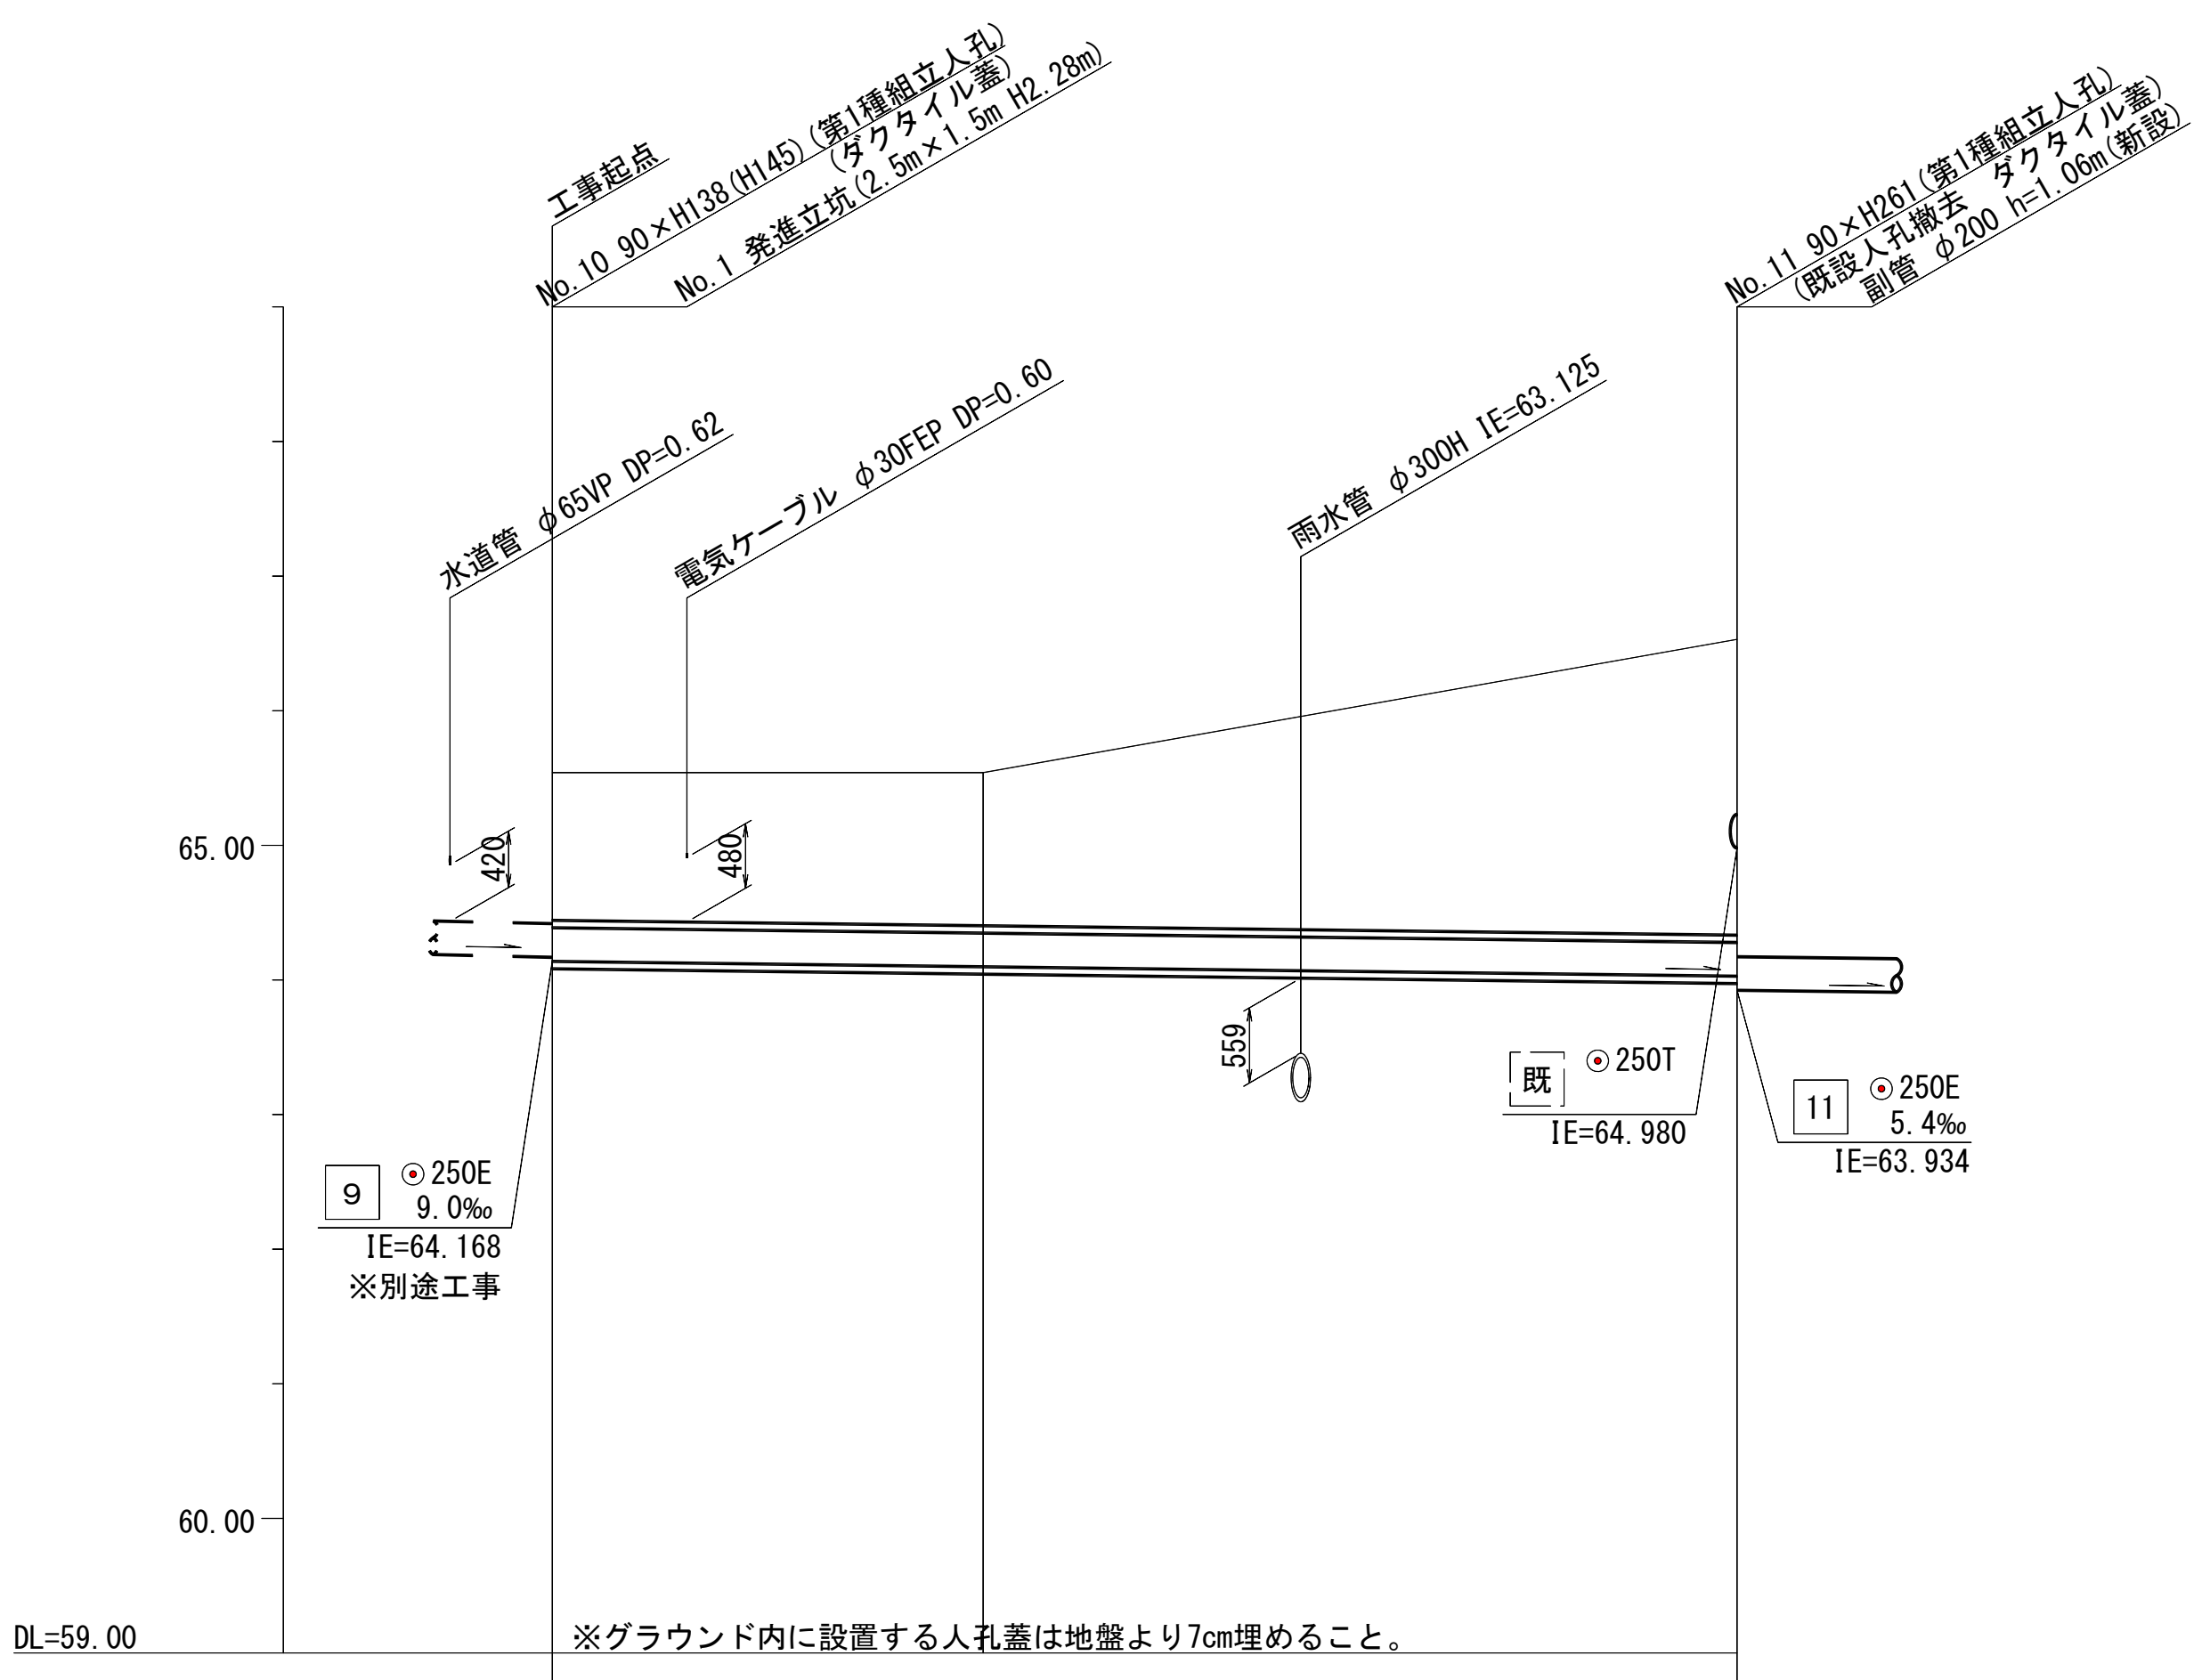 工事起点
No.10 90×H138(H145)(第1種組立人孔)
(ダクタイル蓋)
No.1 発進立坑(2.5m×1.5m H2.28m)
No.11 90×H261(第1種組立人孔)
(既設人孔撤去 ダクタイル蓋)
副管 φ200 h=1.06m(新設)
水道管 φ65VP DP=0.62
電気ケーブル φ30FEP DP=0.60
雨水管 φ300H IE=63.125
65.00
420
480
559
既 250T
IE=64.980
11 250E
5.4‰
IE=63.934
9 250E
9.0‰
IE=64.168
※別途工事
60.00
DL=59.00
※グラウンド内に設置する人孔蓋は地盤より7cm埋めること。